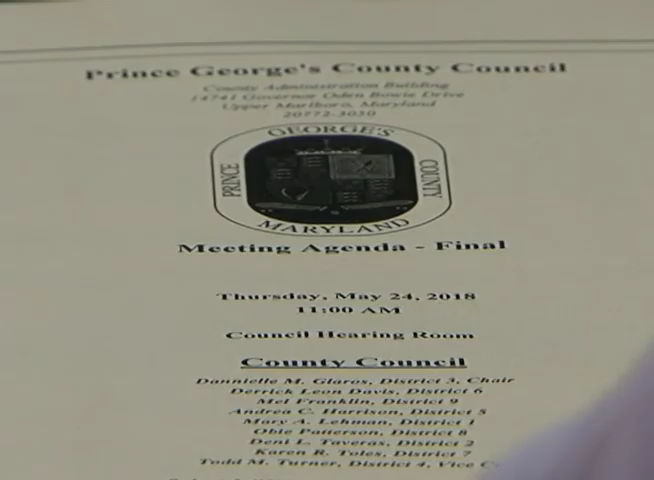 Prince George's County Council
County Administration Building
14741 Governor Oden Bowie Drive
Upper Marlboro, Maryland
20772-3050
GEORGE'S
PRINCE
COUNTY
MARYLAND
Meeting Agenda - Final
Thursday, May 24, 2018
11:00 AM
Council Hearing Room
County Council
Dannielle M. Glaros, District 3, Chair
Derrick Leon Davis, District 6
Mel Franklin, District 9
Andrea C. Harrison, District 5
Mary A. Lehman, District 1
Obie Patterson, District 8
Deni L. Taveras, District 2
Karen R. Toles, District 7
Todd M. Turner, District 4, Vice C